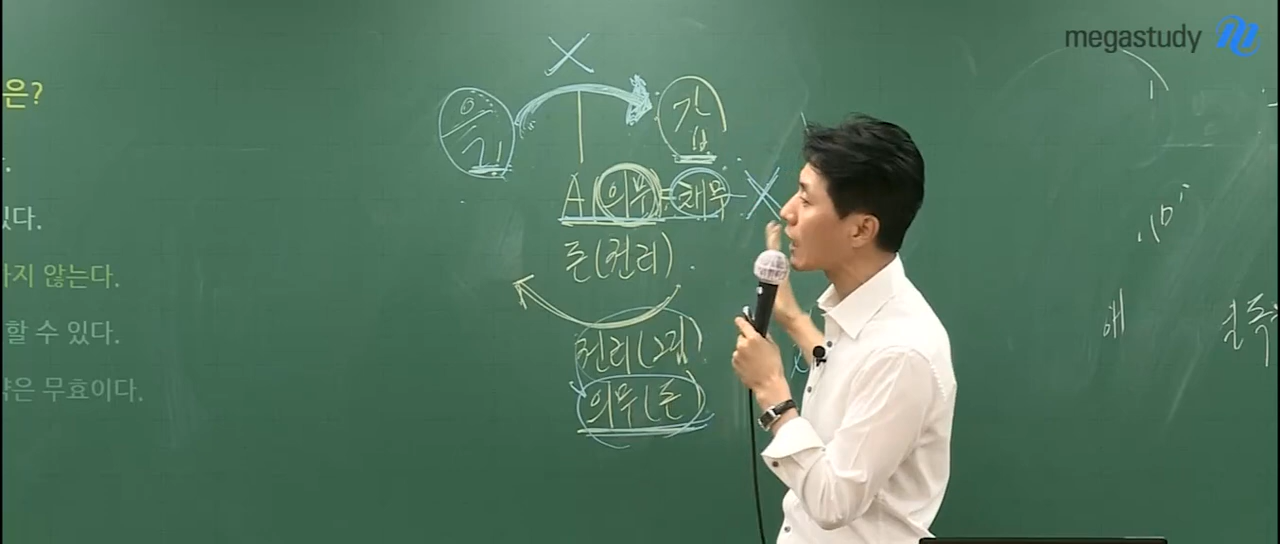 megastudy
은?
.
있다.
하지 않는다.
할 수 있다.
약은 무효이다.
X
을
갑
A(의무=채무 X
돈(권리)
권리(그림)
의무(돈)